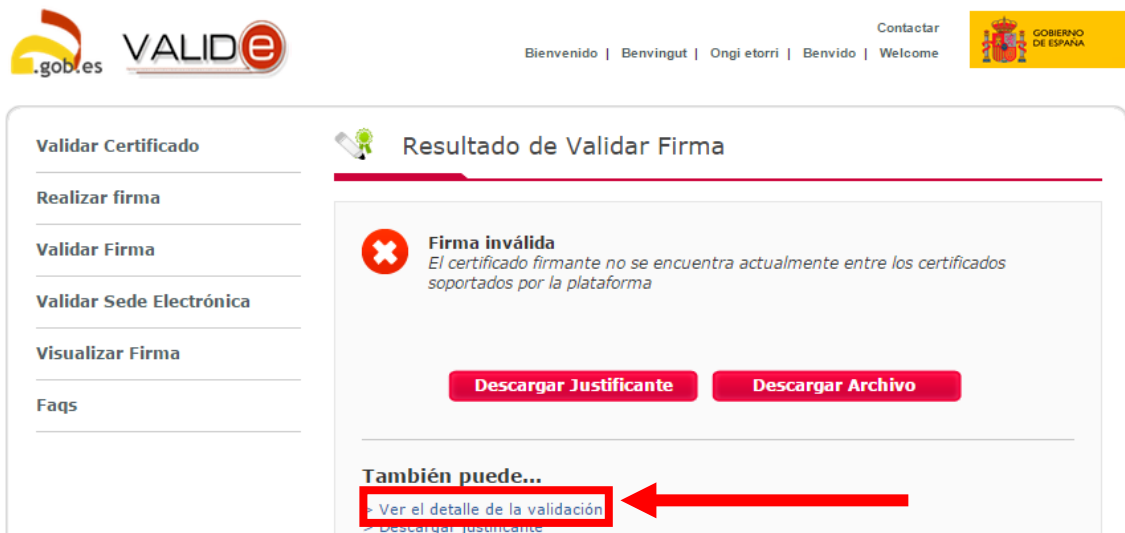 .gob.es
VALIDe
Contactar
Bienvenido | Benvingut | Ongi etorri | Benvido | Welcome
GOBIERNO
DE ESPAÑA
Validar Certificado
Realizar firma
Validar Firma
Validar Sede Electrónica
Visualizar Firma
Faqs
Resultado de Validar Firma
Firma inválida
El certificado firmante no se encuentra actualmente entre los certificados
soportados por la plataforma
Descargar Justificante
Descargar Archivo
También puede...
> Ver el detalle de la validación
> Descargar Justificante